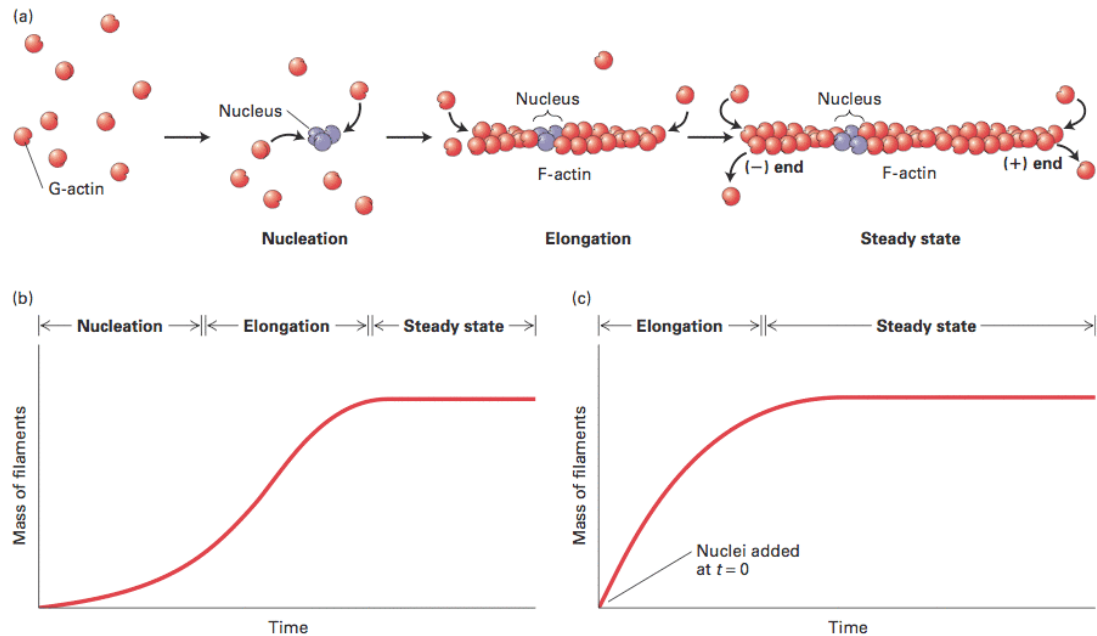 (a)
Nucleus
G-actin
Nucleation
Nucleus
F-actin
Elongation
Nucleus
(−) end
F-actin
(+) end
Steady state
(b)
Nucleation
Elongation
Steady state
Mass of filaments
Time
(c)
Elongation
Steady state
Mass of filaments
Nuclei added
at t = 0
Time